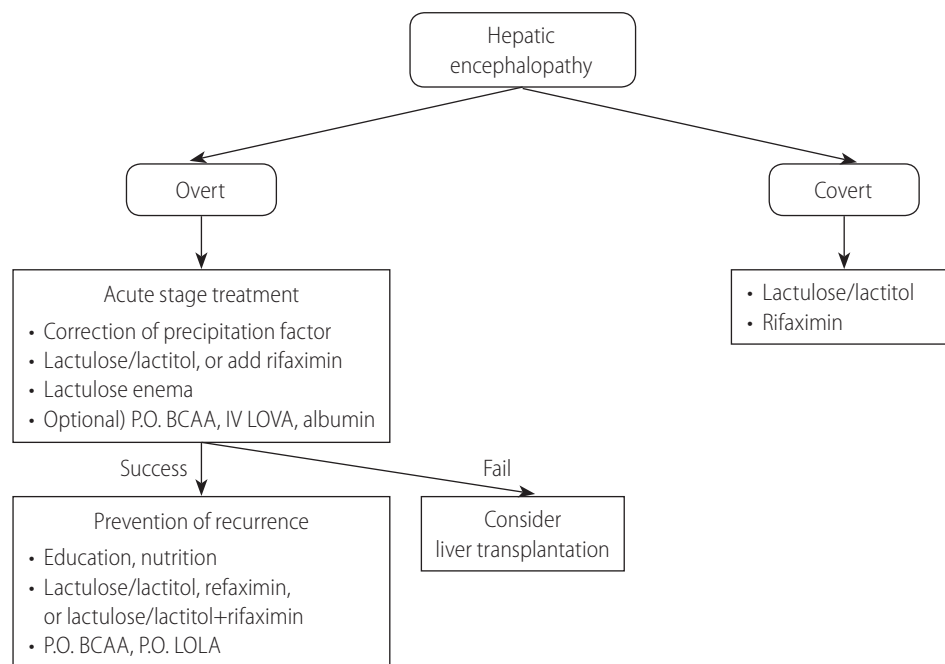 Hepatic
encephalopathy
Overt
Covert
Acute stage treatment
• Correction of precipitation factor
• Lactulose/lactitol, or add rifaximin
• Lactulose enema
• Optional) P.O. BCAA, IV LOVA, albumin
• Lactulose/lactitol
• Rifaximin
Success
Fail
Prevention of recurrence
• Education, nutrition
• Lactulose/lactitol, refaximin,
or lactulose/lactitol+rifaximin
• P.O. BCAA, P.O. LOLA
Consider
liver transplantation